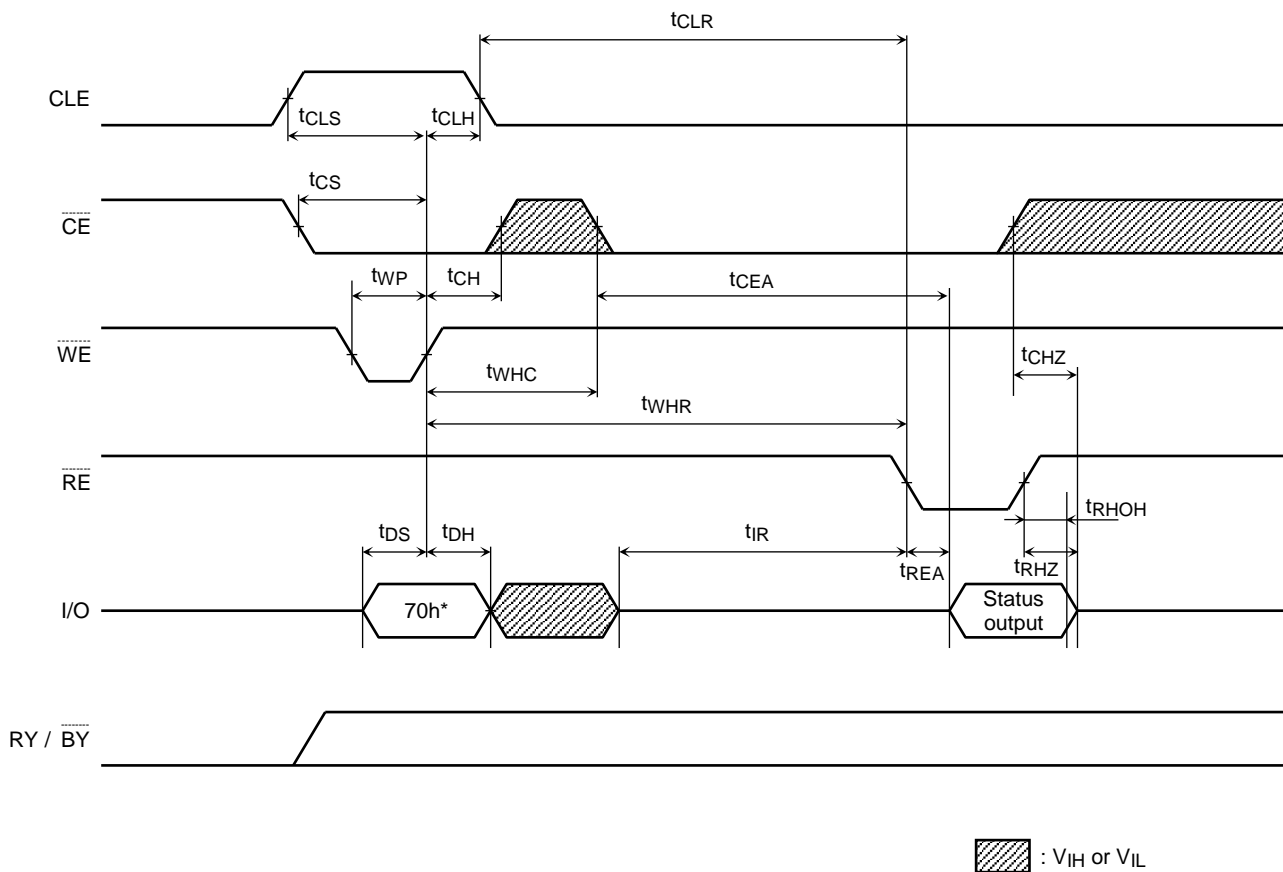 tCLR
CLE
tCLS
tCLH
tCS
CE
tWP
tCH
tCEA
WE
tCHZ
tWHC
tWHR
RE
tRHOH
tDS
tDH
tIR
tREA
tRHZ
I/O
70h*
Status
output
RY / BY
: VIH or VIL